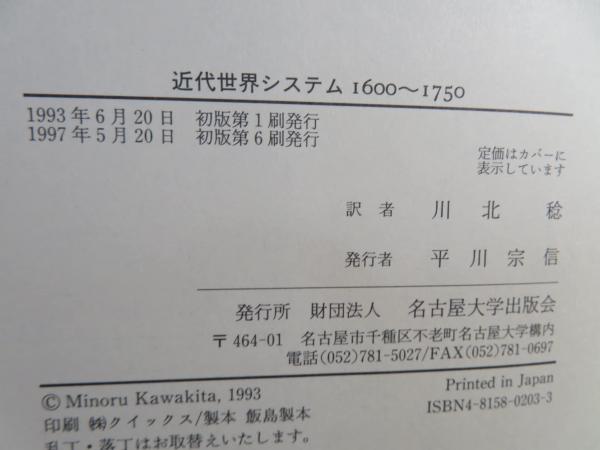 近代世界システム 1600〜1750
1993年6月20日 初版第1刷発行
1997年5月20日 初版第6刷発行
定価はカバーに
表示しています
訳者 川北 稔
発行者 平川宗信
発行所 財団法人 名古屋大学出版会
〒464-01 名古屋市千種区不老町名古屋大学構内
電話(052)781-5027/FAX(052)781-0697
© Minoru Kawakita, 1993
Printed in Japan
印刷 ㈱クイックス/製本 飯島製本
ISBN4-8158-0203-3
乱丁・落丁はお取替えいたします。